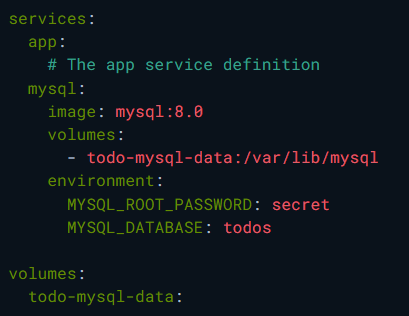 services:
  app:
    # The app service definition
  mysql:
    image: mysql:8.0
    volumes:
      - todo-mysql-data:/var/lib/mysql
    environment:
      MYSQL_ROOT_PASSWORD: secret
      MYSQL_DATABASE: todos

volumes:
  todo-mysql-data: